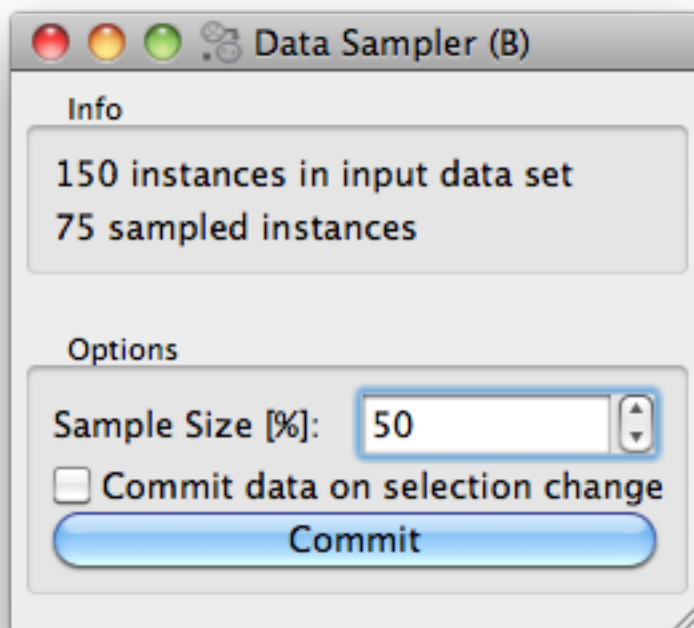 Data Sampler (B)
Info
150 instances in input data set
75 sampled instances
Options
Sample Size [%]: 50
Commit data on selection change
Commit